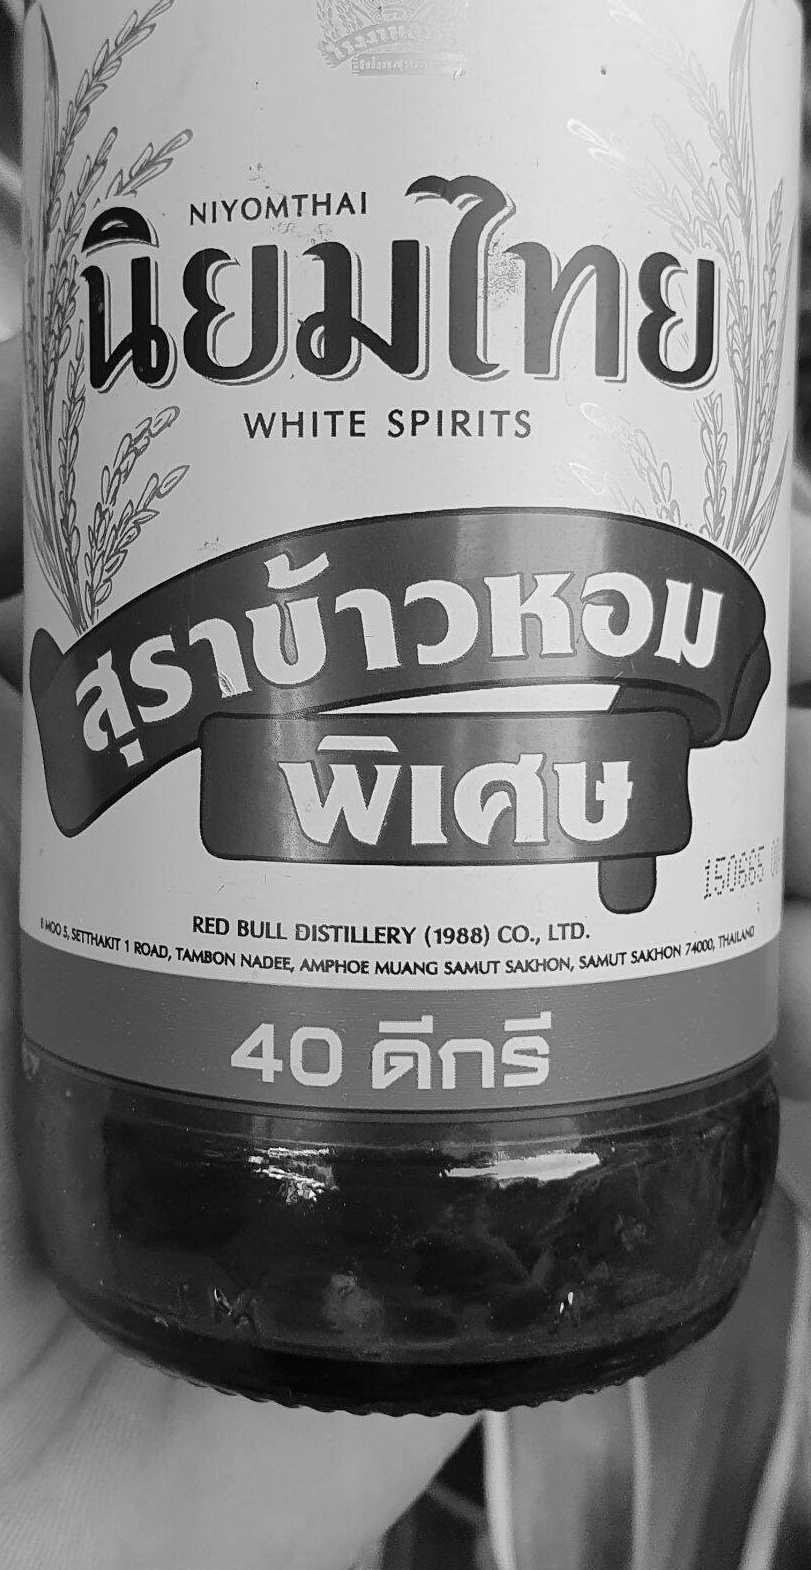 NIYOMTHAI
นิยมไทย
WHITE SPIRITS
สุราข้าวหอม
พิเศษ
150665
RED BULL DISTILLERY (1988) CO., LTD.
MOO 5, SETTHAKIT 1 ROAD, TAMBON NADEE, AMPHOE MUANG SAMUT SAKHON, SAMUT SAKHON 74000, THAILAND
40 ดีกรี